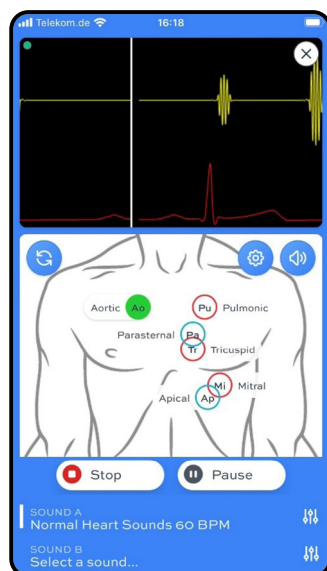 Telekom.de 16:18
Aortic Ao Pu Pulmonic
Parasternal Pa
Tr Tricuspid
Mi Mitral
Apical Ap
Stop Pause
SOUND A
Normal Heart Sounds 60 BPM
SOUND B
Select a sound...